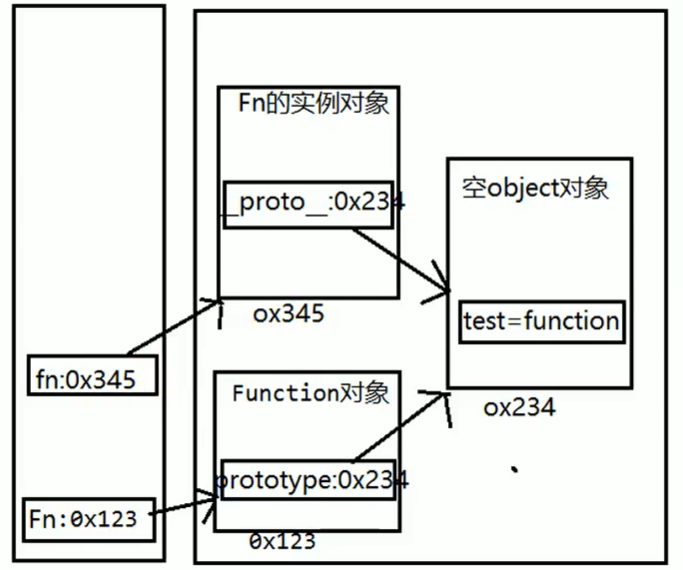 Fn的实例对象
__proto__:0x234
空object对象
test=function
ox345
fn:0x345
Function对象
ox234
prototype:0x234
Fn:0x123
0x123